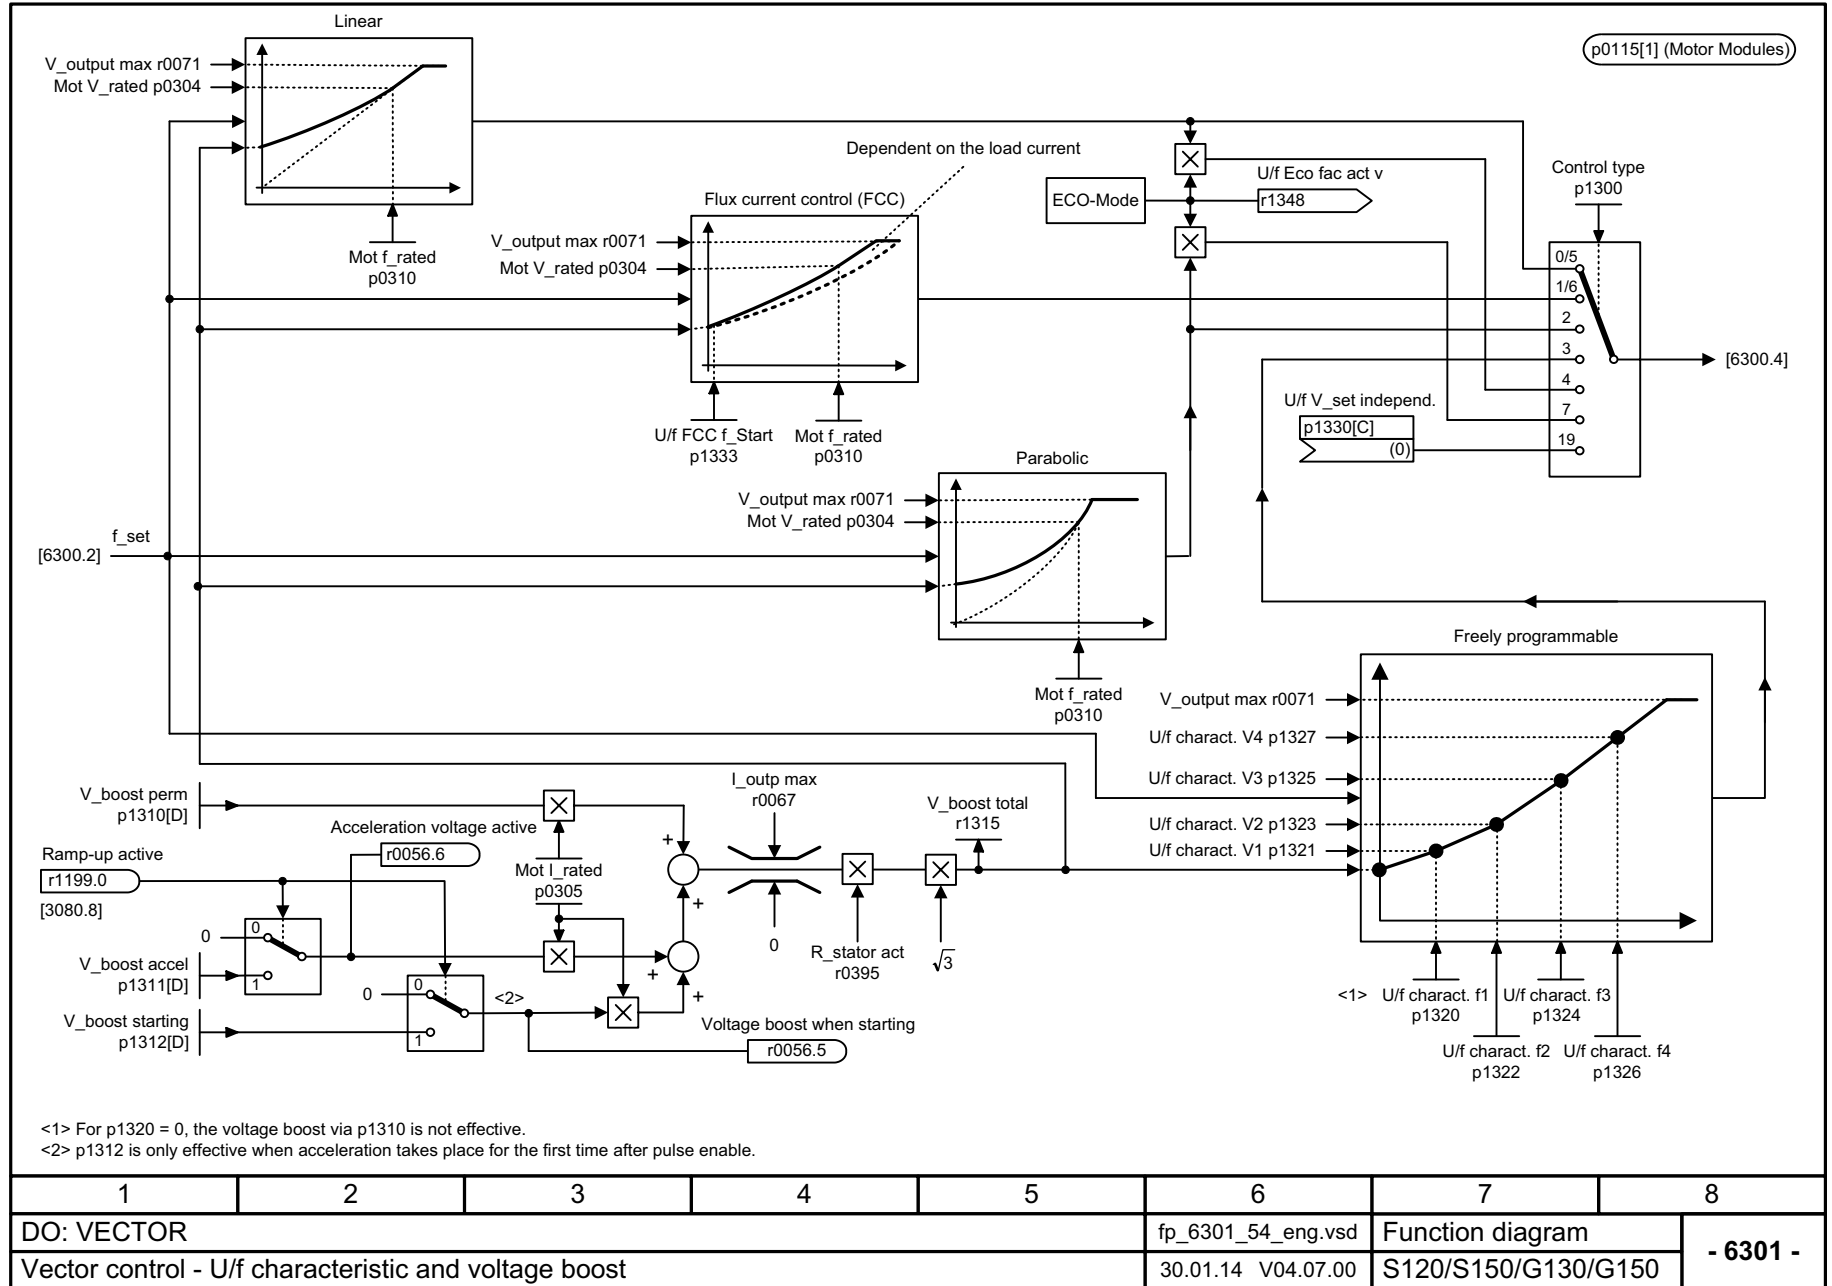 Linear
p0115[1] (Motor Modules)
V_output max r0071
Mot V_rated p0304
Mot f_rated
p0310
Dependent on the load current
Flux current control (FCC)
V_output max r0071
Mot V_rated p0304
U/f FCC f_Start
p1333
Mot f_rated
p0310
ECO-Mode
U/f Eco fac act v
r1348
Control type
p1300
0/5
1/6
2
3
4
7
19
[6300.4]
U/f V_set independ.
p1330[C]
(0)
Parabolic
V_output max r0071
Mot V_rated p0304
Mot f_rated
p0310
f_set
[6300.2]
Freely programmable
V_output max r0071
U/f charact. V4 p1327
U/f charact. V3 p1325
U/f charact. V2 p1323
U/f charact. V1 p1321
<1>
U/f charact. f1
p1320
U/f charact. f3
p1324
U/f charact. f2
p1322
U/f charact. f4
p1326
V_boost perm
p1310[D]
Acceleration voltage active
r0056.6
Ramp-up active
r1199.0
[3080.8]
0
0
1
V_boost accel
p1311[D]
0
0
1
V_boost starting
p1312[D]
<2>
Mot I_rated
p0305
+
+
+
+
Voltage boost when starting
r0056.5
I_outp max
r0067
0
R_stator act
r0395
√3
V_boost total
r1315
<1> For p1320 = 0, the voltage boost via p1310 is not effective.
<2> p1312 is only effective when acceleration takes place for the first time after pulse enable.
1 2 3 4 5 6 7 8
DO: VECTOR
fp_6301_54_eng.vsd
Function diagram
- 6301 -
Vector control - U/f characteristic and voltage boost
30.01.14 V04.07.00
S120/S150/G130/G150